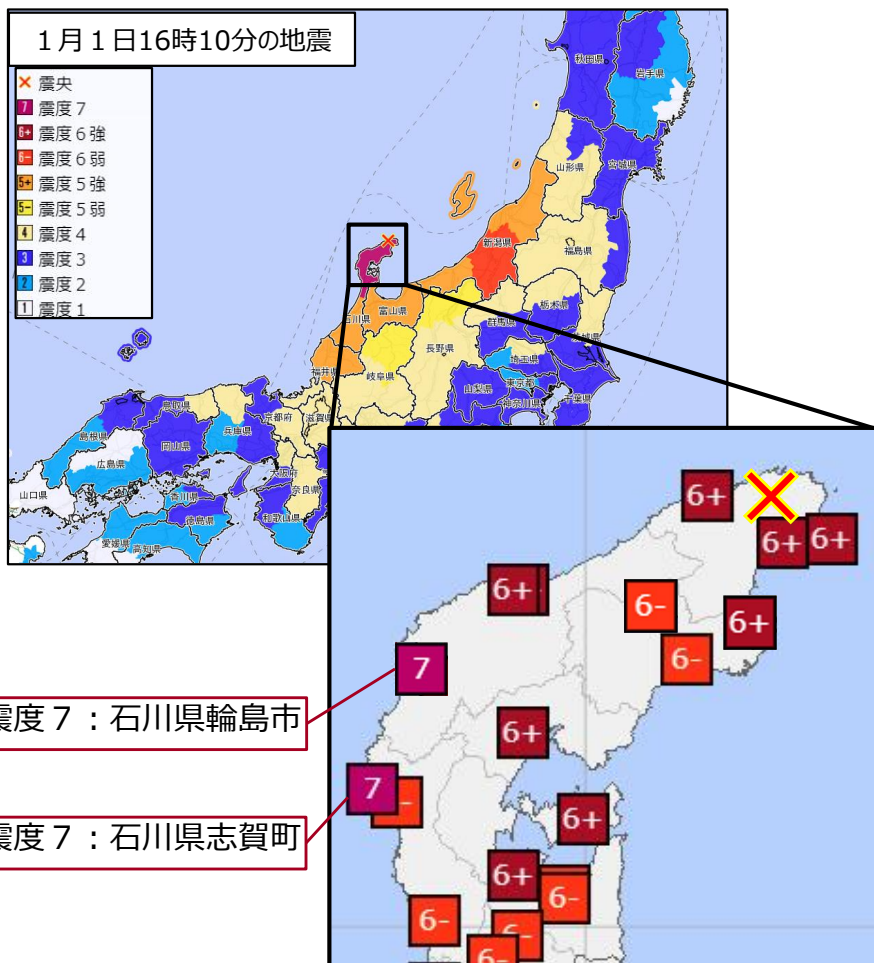 1月1日16時10分の地震
震央
7 震度7
6+ 震度6強
6- 震度6弱
5+ 震度5強
5- 震度5弱
4 震度4
3 震度3
2 震度2
1 震度1
秋田県
岩手県
山形県
宮城県
新潟県
福島県
石川県
富山県
栃木県
群馬県
長野県
茨城県
埼玉県
福井県
岐阜県
山梨県
東京都
神奈川県
千葉県
鳥取県
京都府
滋賀県
島根県
岡山県
兵庫県
広島県
大阪府
山口県
香川県
奈良県
徳島県
和歌山県
愛媛県
高知県
6+
6+
6+
6+
6-
6+
7
6-
震度7:石川県輪島市
6+
7
震度7:石川県志賀町
6+
6+
6-
6-
6-
6-